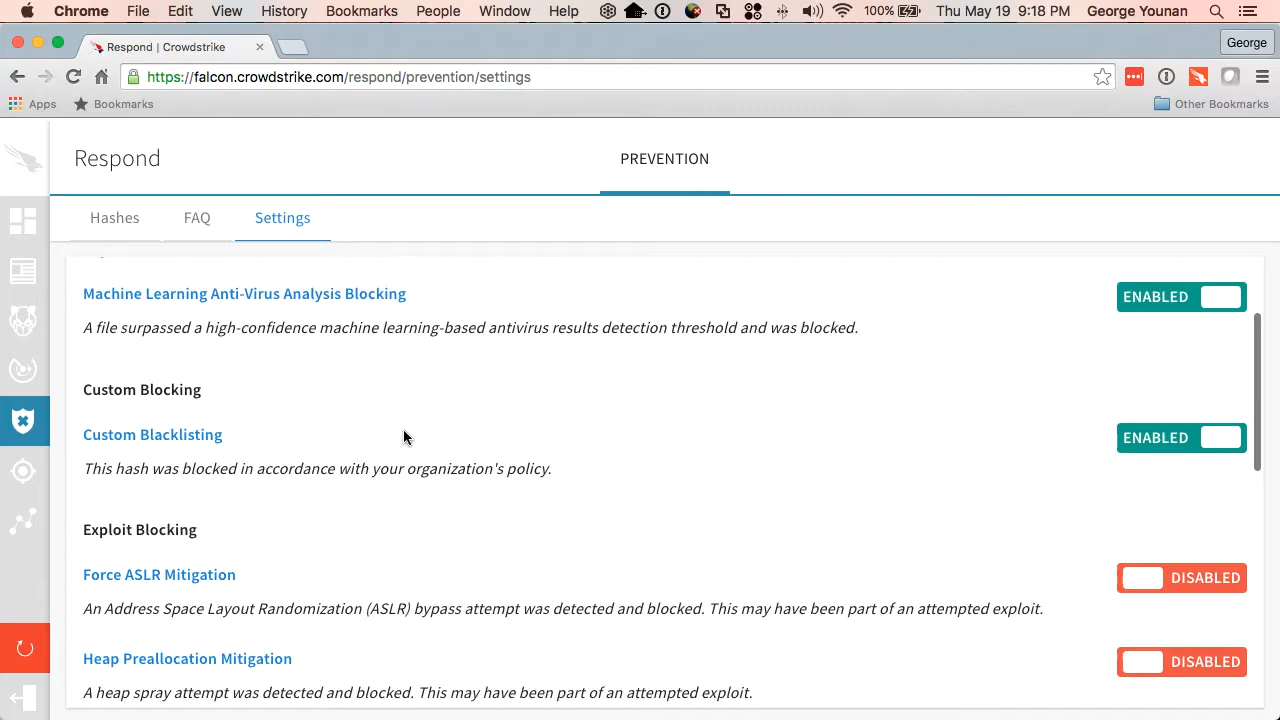 Chrome File Edit View History Bookmarks People Window Help 100% Thu May 19 9:18 PM George Younan
Respond | Crowdstrike George
https://falcon.crowdstrike.com/respond/prevention/settings
Apps Bookmarks Other Bookmarks
Respond PREVENTION
Hashes FAQ Settings
Machine Learning Anti-Virus Analysis Blocking ENABLED
A file surpassed a high-confidence machine learning-based antivirus results detection threshold and was blocked.
Custom Blocking
Custom Blacklisting ENABLED
This hash was blocked in accordance with your organization's policy.
Exploit Blocking
Force ASLR Mitigation DISABLED
An Address Space Layout Randomization (ASLR) bypass attempt was detected and blocked. This may have been part of an attempted exploit.
Heap Preallocation Mitigation DISABLED
A heap spray attempt was detected and blocked. This may have been part of an attempted exploit.